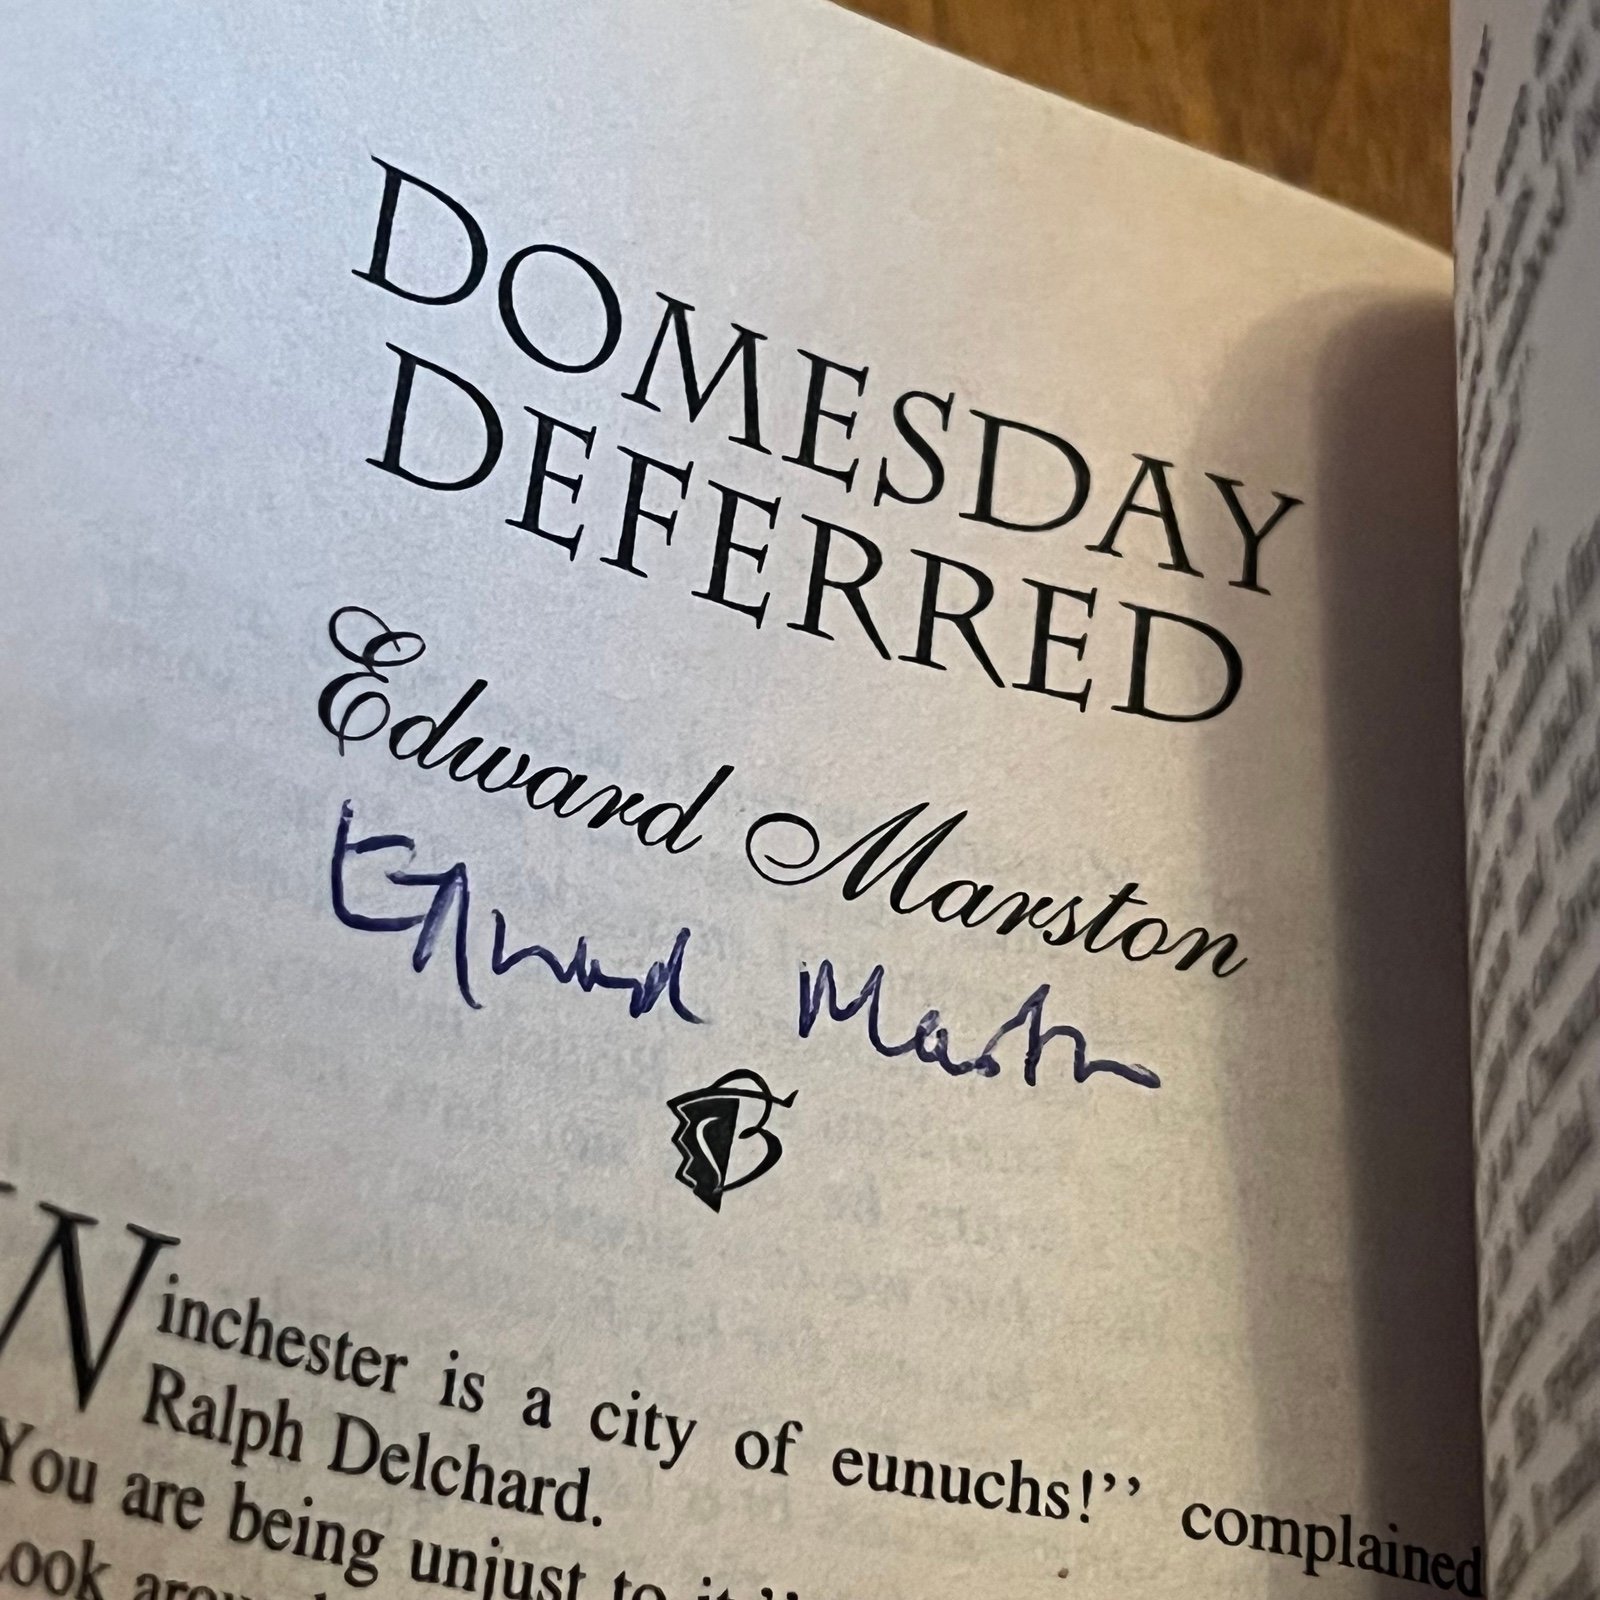 DOMESDAY
DEFERRED
Edward Marston
Edward Marston
B
Winchester is a city of eunuchs!’’ complained
Ralph Delchard.
You are being unjust to it.’’
Look